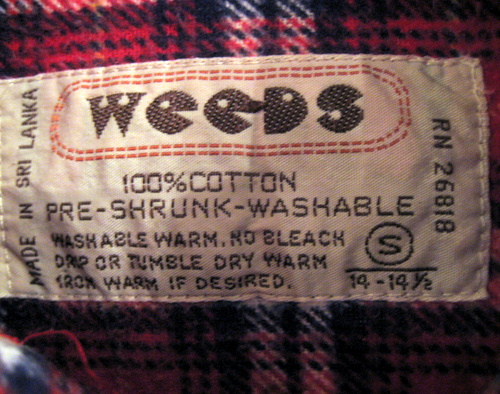 WEEDS
MADE IN SRI LANKA
RN 26818
100%COTTON
PRE-SHRUNK-WASHABLE
WASHABLE WARM. NO BLEACH
DRIP OR TUMBLE DRY WARM
IRON WARM IF DESIRED.
S
14-14½